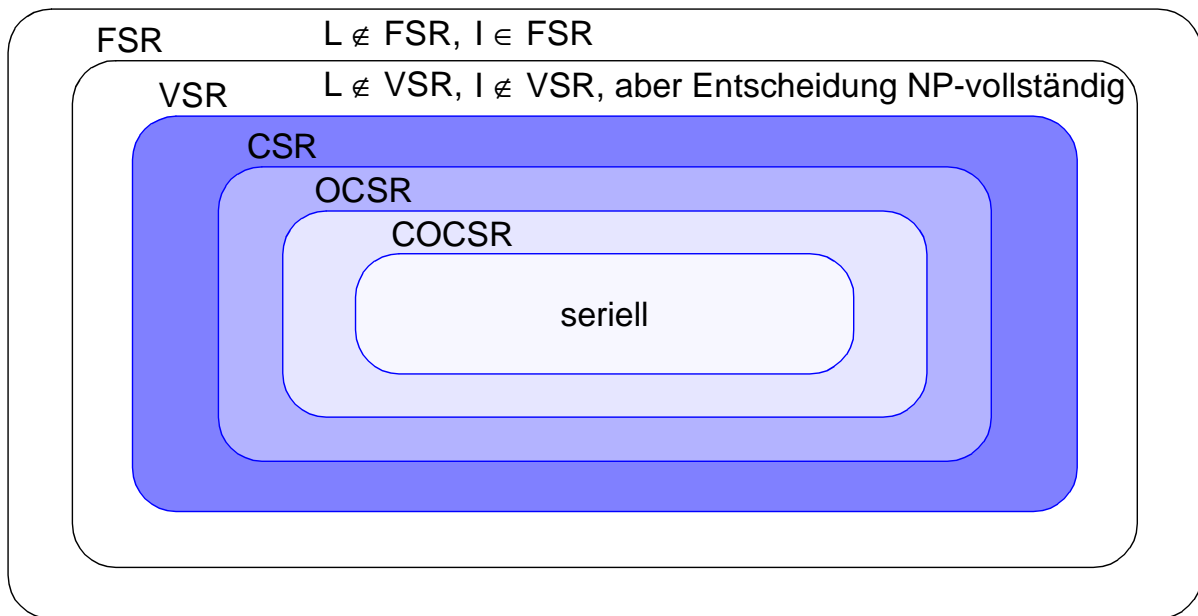 FSR L ∉ FSR, I ∈ FSR
VSR L ∉ VSR, I ∉ VSR, aber Entscheidung NP-vollständig
CSR
OCSR
COCSR
seriell